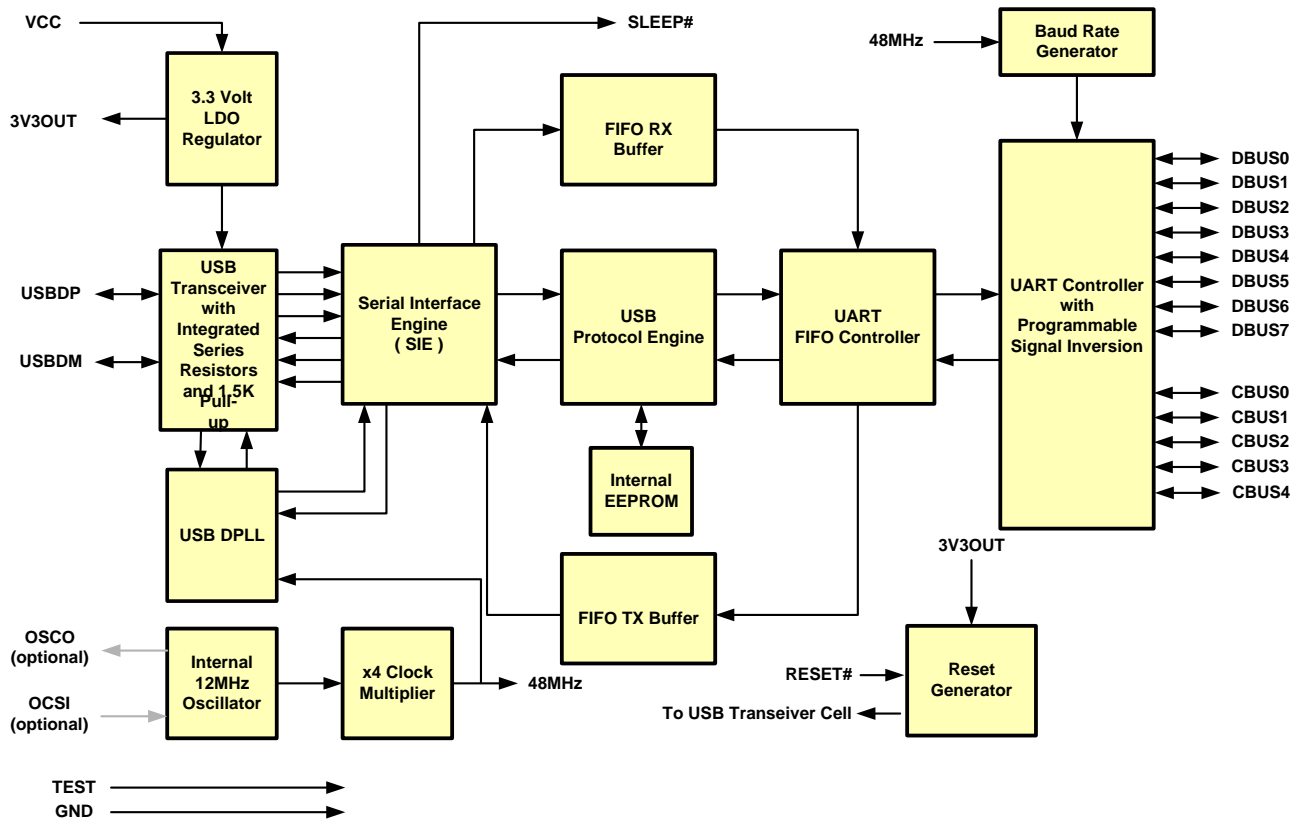 VCC
SLEEP#
48MHz
Baud Rate
Generator
3.3 Volt
LDO
Regulator
3V3OUT
FIFO RX
Buffer
DBUS0
DBUS1
DBUS2
DBUS3
DBUS4
DBUS5
DBUS6
DBUS7
USBDP
USBDM
USB
Transceiver
with
Integrated
Series
Resistors
and 1.5K
Pull-
up
Serial Interface
Engine
( SIE )
USB
Protocol Engine
UART
FIFO Controller
UART Controller
with
Programmable
Signal Inversion
CBUS0
CBUS1
CBUS2
CBUS3
CBUS4
USB DPLL
Internal
EEPROM
3V3OUT
FIFO TX Buffer
OSCO
(optional)
OCSI
(optional)
Internal
12MHz
Oscillator
x4 Clock
Multiplier
48MHz
RESET#
Reset
Generator
To USB Transeiver Cell
TEST
GND